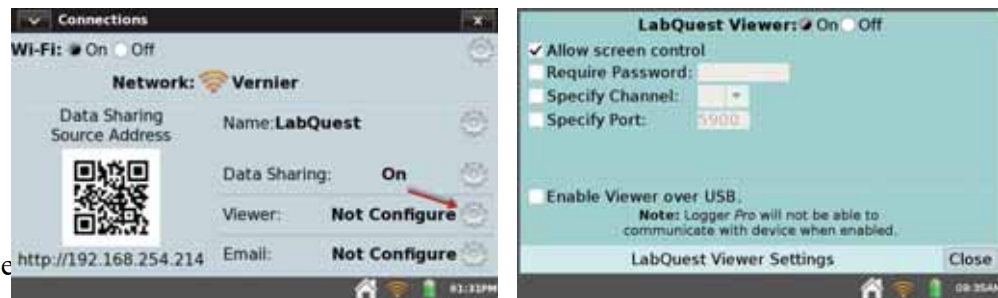 Connections
Wi-Fi: On Off
Network: Vernier
Data Sharing
Source Address
http://192.168.254.214
Name:LabQuest
Data Sharing: On
Viewer: Not Configure
Email: Not Configure
01:31PM
e
LabQuest Viewer: On Off
Allow screen control
Require Password:
Specify Channel:
Specify Port: 5900
Enable Viewer over USB.
Note: Logger Pro will not be able to
communicate with device when enabled.
LabQuest Viewer Settings Close
09:35AM